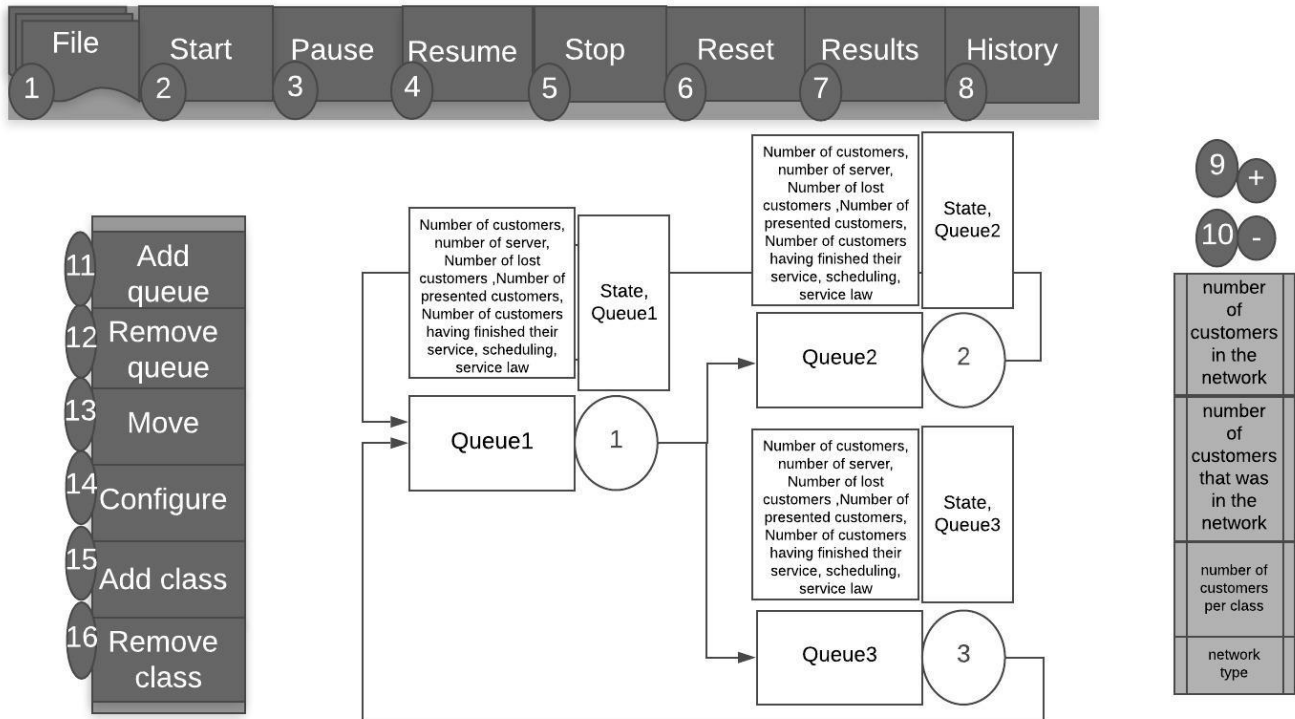 File
1
Start
2
Pause
3
Resume
4
Stop
5
Reset
6
Results
7
History
8
9
+
10
-
11
Add
queue
12
Remove
queue
13
Move
14
Configure
15
Add class
16
Remove
class
Number of customers,
number of server,
Number of lost
customers ,Number of
presented customers,
Number of customers
having finished their
service, scheduling,
service law
State,
Queue1
Queue1
1
Number of customers,
number of server,
Number of lost
customers ,Number of
presented customers,
Number of customers
having finished their
service, scheduling,
service law
State,
Queue2
Queue2
2
Number of customers,
number of server,
Number of lost
customers ,Number of
presented customers,
Number of customers
having finished their
service, scheduling,
service law
State,
Queue3
Queue3
3
number
of
customers
in the
network
number
of
customers
that was
in the
network
number of
customers
per class
network
type